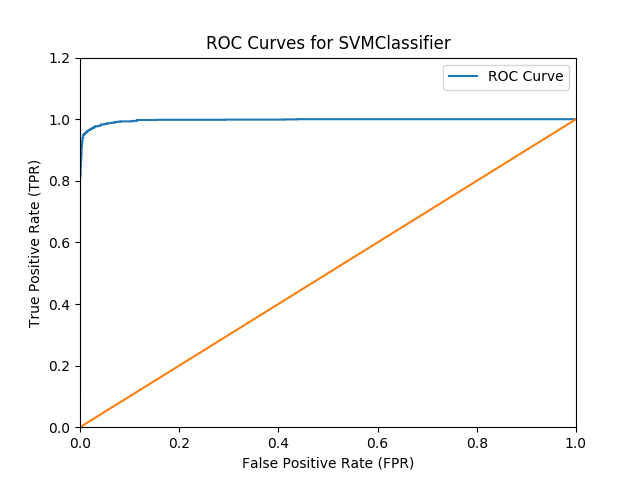 ROC Curves for SVMClassifier
ROC Curve
True Positive Rate (TPR)
1.2
1.0
0.8
0.6
0.4
0.2
0.0
0.0 0.2 0.4 0.6 0.8 1.0
False Positive Rate (FPR)